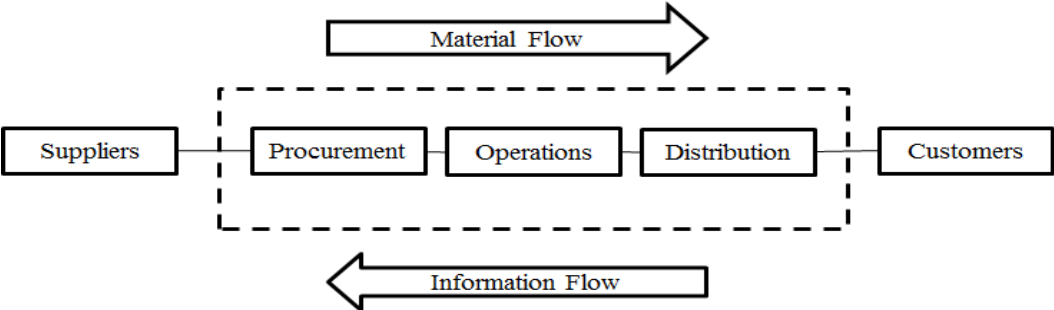 Material Flow
Suppliers
Procurement
Operations
Distribution
Customers
Information Flow